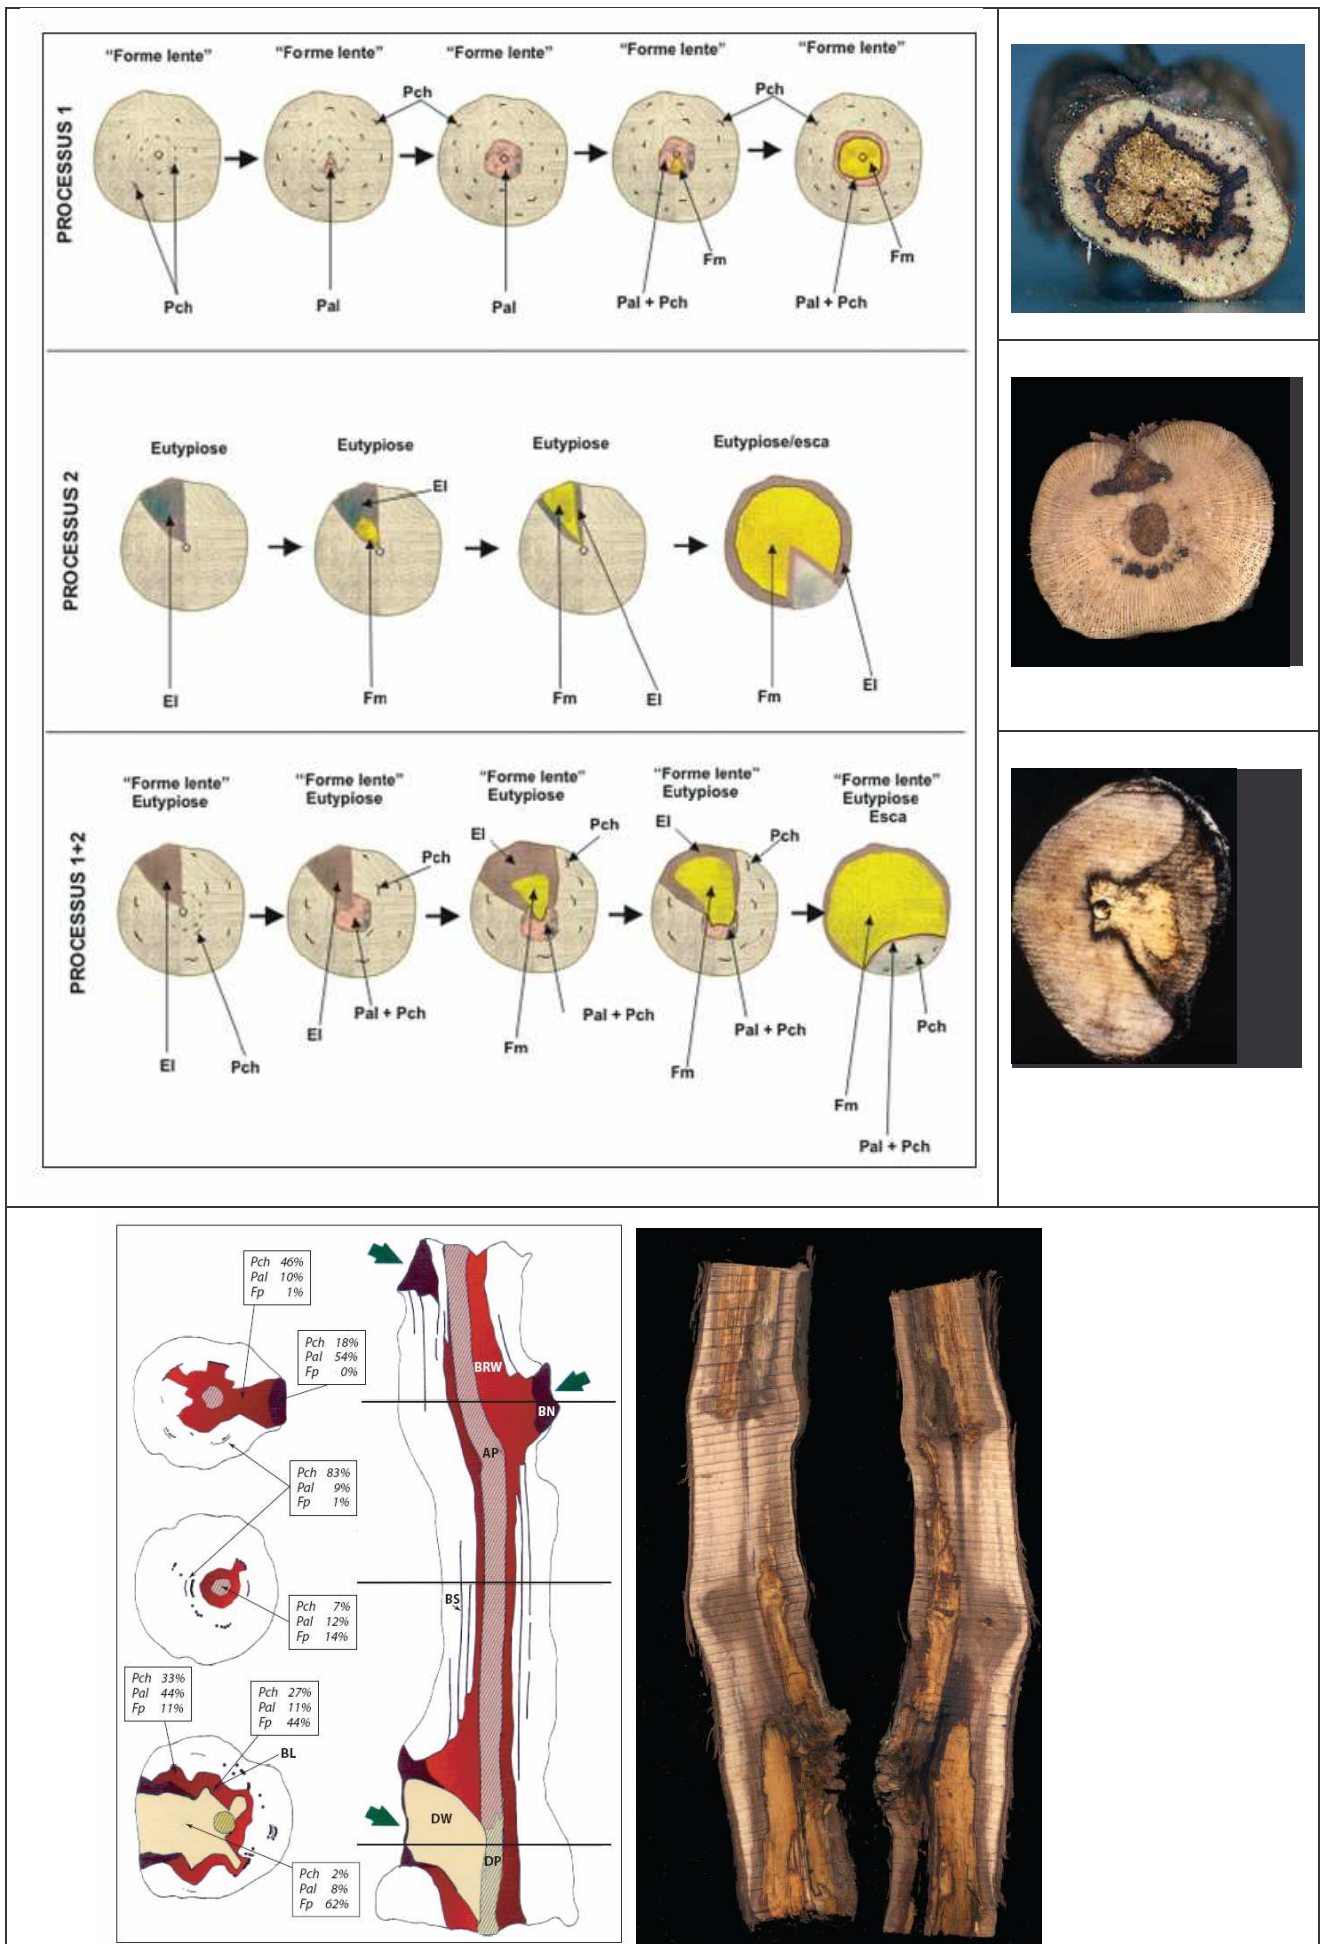 "Forme lente"
"Forme lente"
"Forme lente"
"Forme lente"
"Forme lente"
PROCESSUS 1
Pch
Pch
Fm
Fm
Pch
Pal
Pal
Pal + Pch
Pal + Pch
Eutypiose
Eutypiose
Eutypiose
Eutypiose/esca
PROCESSUS 2
El
El
Fm
Fm
El
Fm
El
"Forme lente"
Eutypiose
"Forme lente"
Eutypiose
"Forme lente"
Eutypiose
"Forme lente"
Eutypiose
"Forme lente"
Eutypiose
Esca
PROCESSUS 1+2
Pch
El
Pch
El
Pch
El
Pch
El
Pal + Pch
Fm
Pal + Pch
Fm
Pal + Pch
Pch
Fm
Pal + Pch
Pch 46%
Pal 10%
Fp 1%
Pch 18%
Pal 54%
Fp 0%
BRW
BN
AP
Pch 83%
Pal 9%
Fp 1%
BS
Pch 7%
Pal 12%
Fp 14%
Pch 33%
Pal 44%
Fp 11%
Pch 27%
Pal 11%
Fp 44%
BL
DW
DP
Pch 2%
Pal 8%
Fp 62%